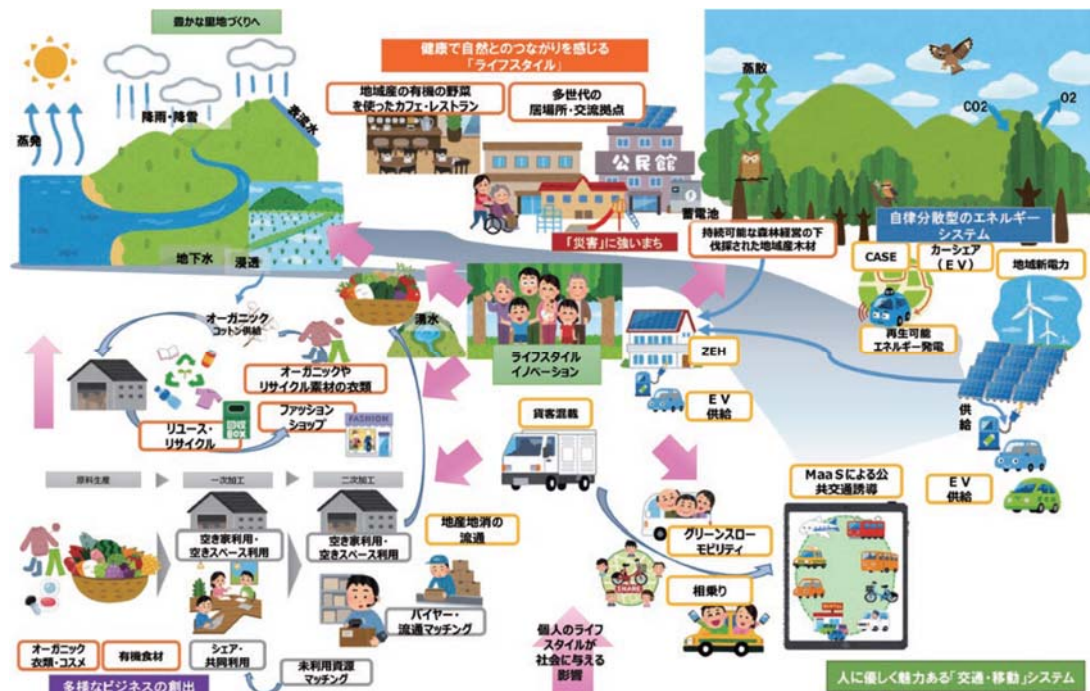 豊かな里地づくりへ
蒸発
降雨・降雪
表流水
地下水
浸透
健康で自然とのつながりを感じる
「ライフスタイル」
地域産の有機の野菜
を使ったカフェ・レストラン
多世代の
居場所・交流拠点
公民館
蓄電池
「災害」に強いまち
蒸散
CO2
O2
持続可能な森林経営の下
伐採された地域産木材
自律分散型のエネルギー
システム
CASE
カーシェア
(EV)
地域新電力
再生可能
エネルギー発電
オーガニック
コットン供給
湧水
ライフスタイル
イノベーション
ZEH
EV
供給
供給
EV
供給
オーガニックや
リサイクル素材の衣類
リユース・
リサイクル
ファッション
ショップ
FASHION
貨客混載
原料生産
一次加工
二次加工
空き家利用・
空きスペース利用
空き家利用・
空きスペース利用
地産地消の
流通
バイヤー・
流通マッチング
オーガニック
衣類・コスメ
有機食材
シェア・
共同利用
未利用資源
マッチング
多様なビジネスの創出
個人のライフ
スタイルが
社会に与える
影響
グリーンスロー
モビリティ
SHARE
相乗り
MaaSによる公
共交通誘導
人に優しく魅力ある「交通・移動」システム